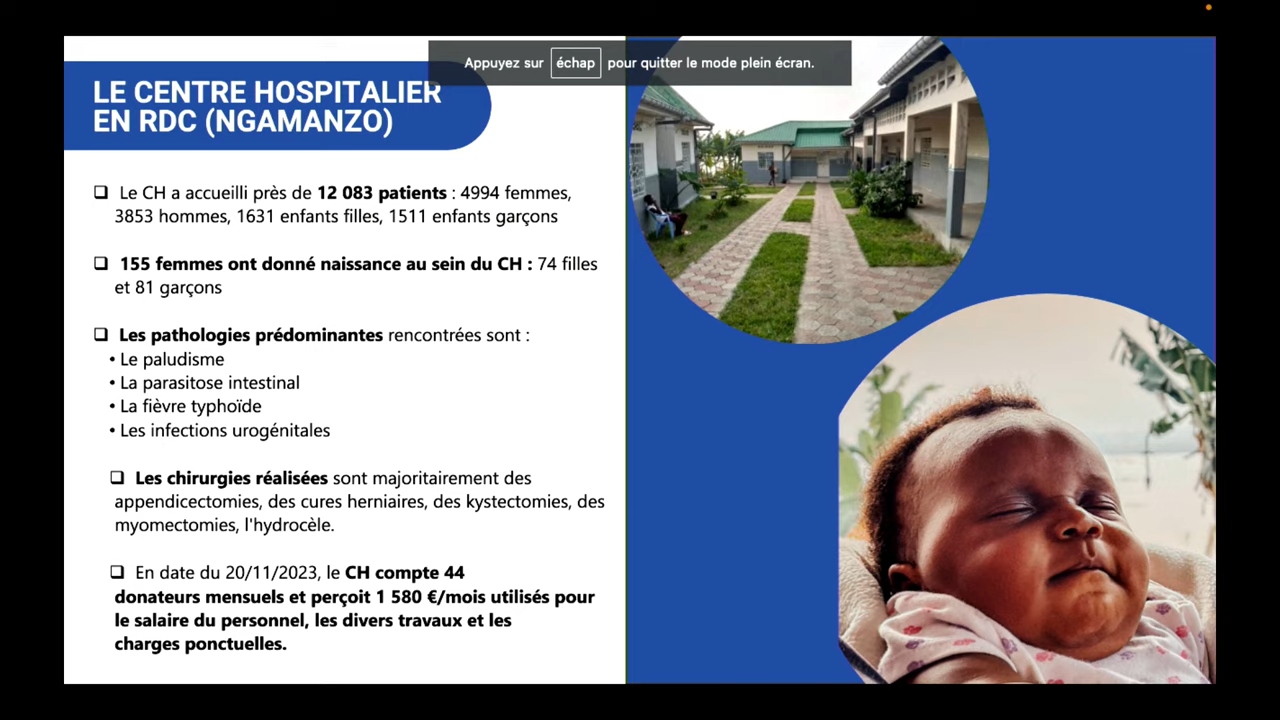 Appuyez sur échap pour quitter le mode plein écran.
LE CENTRE HOSPITALIER
EN RDC (NGAMANZO)
❑ Le CH a accueilli près de 12 083 patients : 4994 femmes,
3853 hommes, 1631 enfants filles, 1511 enfants garçons
❑ 155 femmes ont donné naissance au sein du CH : 74 filles
et 81 garçons
❑ Les pathologies prédominantes rencontrées sont :
• Le paludisme
• La parasitose intestinal
• La fièvre typhoïde
• Les infections urogénitales
❑ Les chirurgies réalisées sont majoritairement des
appendicectomies, des cures herniaires, des kystectomies, des
myomectomies, l'hydrocèle.
❑ En date du 20/11/2023, le CH compte 44
donateurs mensuels et perçoit 1 580 €/mois utilisés pour
le salaire du personnel, les divers travaux et les
charges ponctuelles.